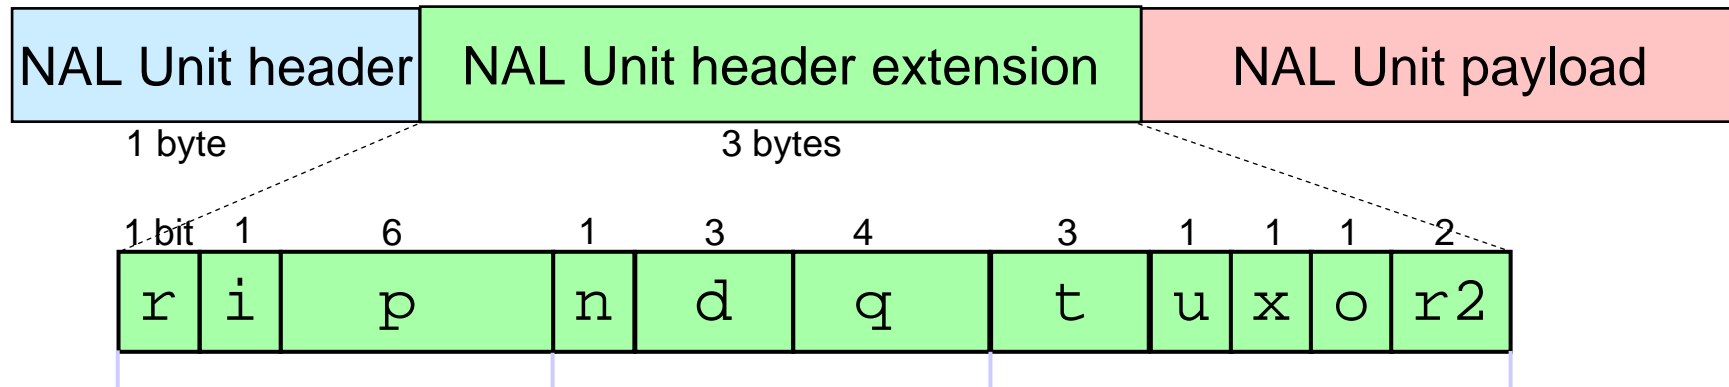 NAL Unit header NAL Unit header extension NAL Unit payload
1 byte 3 bytes
1 bit 1 6 1 3 4 3 1 1 1 2
r i p n d q t u x o r2